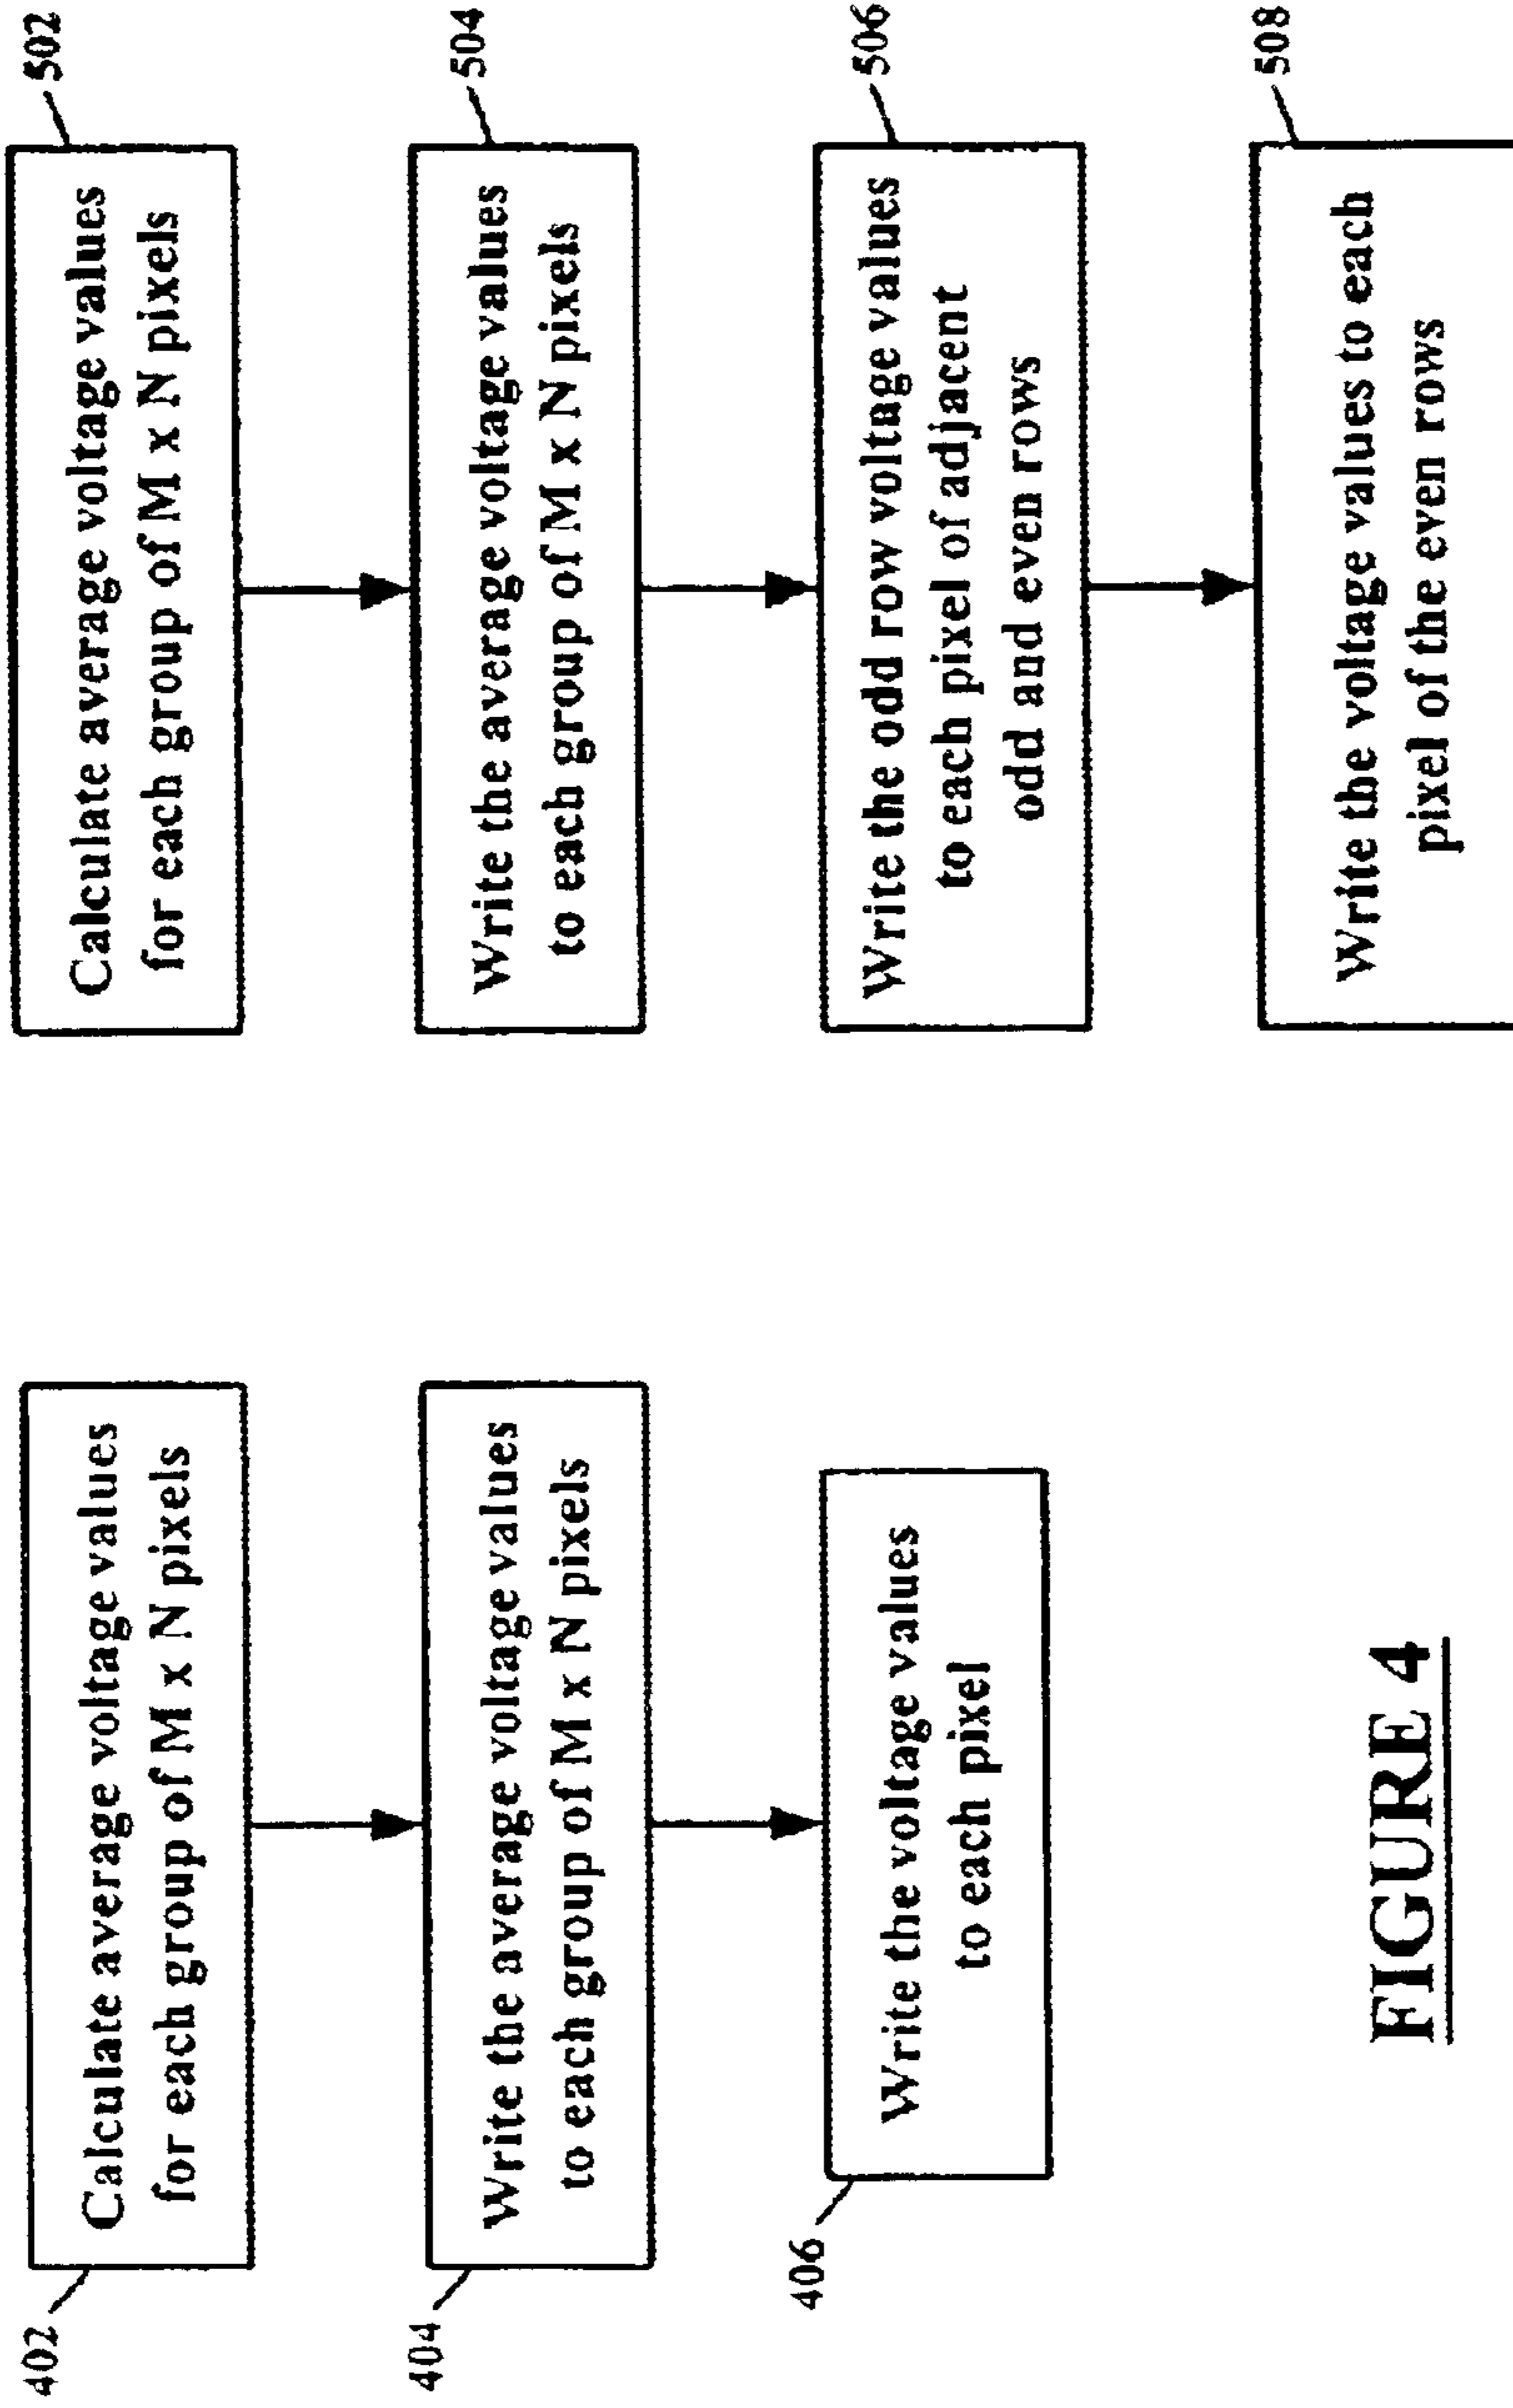 402
Calculate average voltage values
for each group of M x N pixels
404
Write the average voltage values
to each group of M x N pixels
406
Write the voltage values
to each pixel
FIGURE 4
502
Calculate average voltage values
for each group of M x N pixels
504
Write the average voltage values
to each group of M x N pixels
506
Write the odd row voltage values
to each pixel of adjacent
odd and even rows
508
Write the voltage values to each
pixel of the even rows